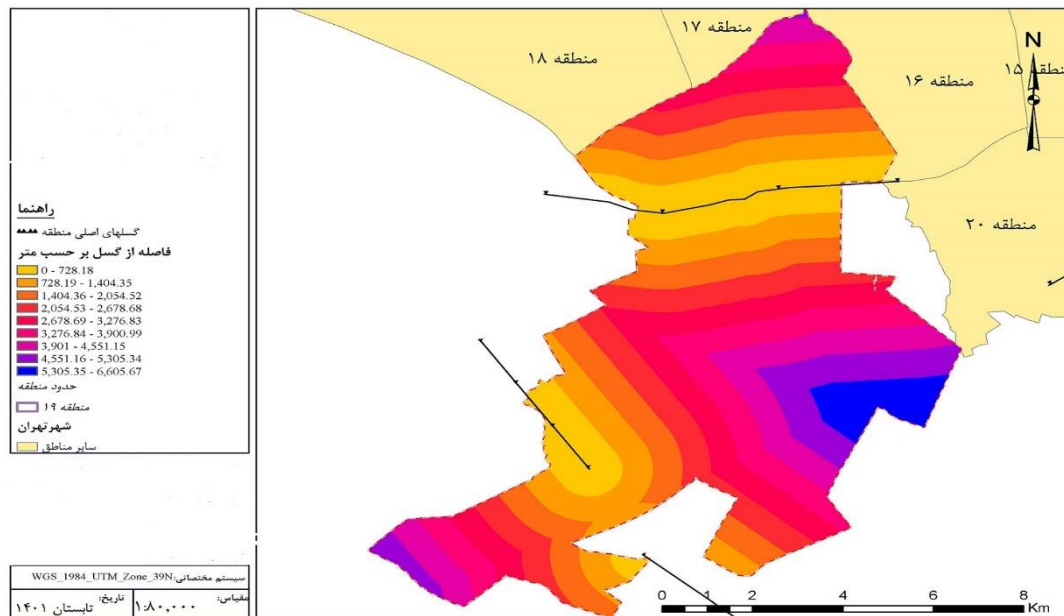 منطقه ۱۷
منطقه ۱۸
منطقه ۱۶
منطقه ۱۵
N
منطقه ۲۰
راهنما
گسلهای اصلی منطقه
فاصله از گسل بر حسب متر
0 - 728.18
728.19 - 1,404.35
1,404.36 - 2,054.52
2,054.53 - 2,678.68
2,678.69 - 3,276.83
3,276.84 - 3,900.99
3,901 - 4,551.15
4,551.16 - 5,305.34
5,305.35 - 6,605.67
حدود منطقه
منطقه ۱۹
شهرتهران
سایر مناطق
سیستم مختصاتی:WGS_1984_UTM_Zone_39N
مقیاس: ۱:۸۰,۰۰۰
تاریخ: تابستان ۱۴۰۱
0 2 4 6 8
Km